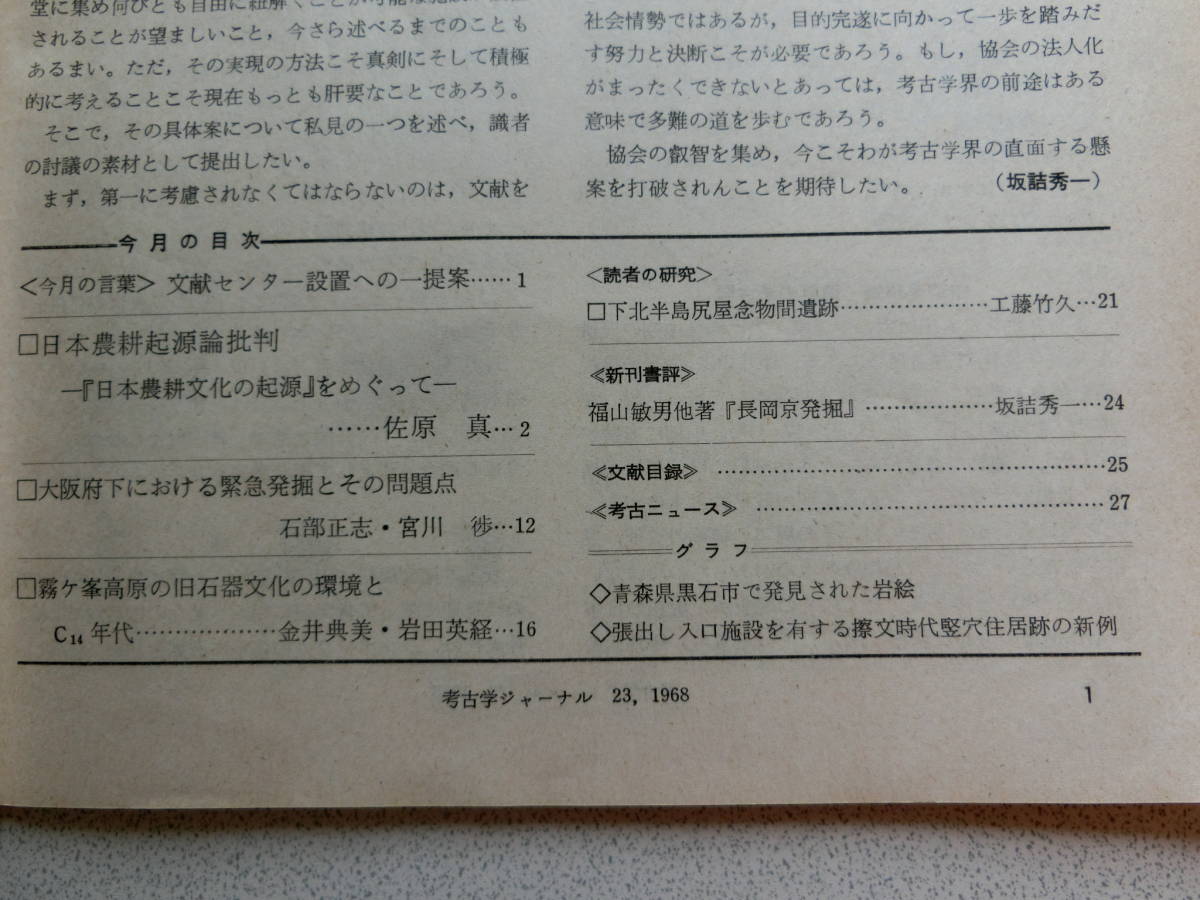 堂に集め何びとも自由に紐解くことが可能な施設
されることが望ましいこと，今さら述べるまでのことも
あるまい。ただ，その実現の方法こそ真剣にそして積極
的に考えることこそ現在もっとも肝要なことであろう。
そこで，その具体案について私見の一つを述べ，識者
の討議の素材として提出したい。
まず，第一に考慮されなくてはならないのは，文献を
社会情勢ではあるが，目的完遂に向かって一歩を踏みだ
す努力と決断こそが必要であろう。もし，協会の法人化
がまったくできないとあっては，考古学界の前途はある
意味で多難の道を歩むであろう。
協会の叡智を集め，今こそわが考古学界の直面する懸
案を打破されんことを期待したい。 （坂詰秀一）
今月の目次
＜今月の言葉＞ 文献センター設置への一提案……1
□日本農耕起源論批判
―『日本農耕文化の起源』をめぐって―
……佐原 真…2
□大阪府下における緊急発掘とその問題点
石部正志・宮川 徏…12
□霧ケ峯高原の旧石器文化の環境と
C14 年代………………金井典美・岩田英経…16
＜読者の研究＞
□下北半島尻屋念物間遺跡…………………工藤竹久…21
≪新刊書評≫
福山敏男他著『長岡京発掘』………………坂詰秀一…24
≪文献目録≫ ……………………………………………25
≪考古ニュース≫ ………………………………………27
グラフ
◇青森県黒石市で発見された岩絵
◇張出し入口施設を有する擦文時代竪穴住居跡の新例
考古学ジャーナル 23, 1968
1